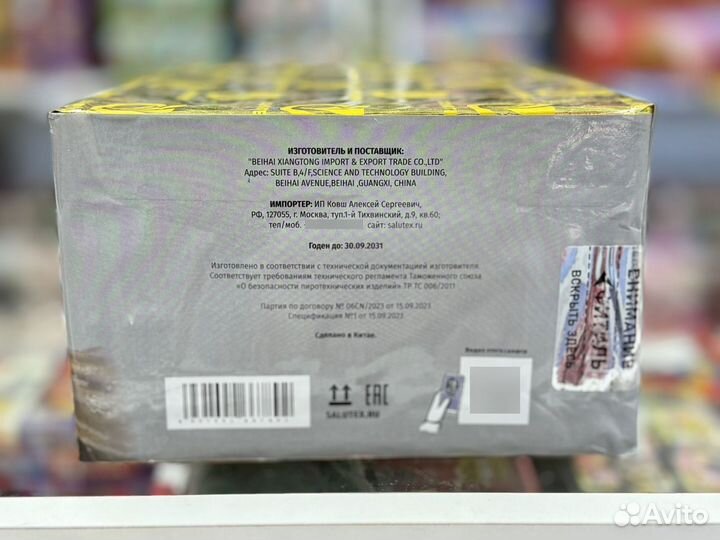 ИЗГОТОВИТЕЛЬ И ПОСТАВЩИК:
"BEIHAI XIANGTONG IMPORT & EXPORT TRADE CO.,LTD"
Адрес: SUITE B,4/F,SCIENCE AND TECHNOLOGY BUILDING,
BEIHAI AVENUE,BEIHAI ,GUANGXI, CHINA
ИМПОРТЕР: ИП Ковш Алексей Сергеевич,
РФ, 127055, г. Москва, туп.1-й Тихвинский, д.9, кв.60;
тел/моб. сайт: salutex.ru
Годен до: 30.09.2031
Изготовлено в соответствии с технической документацией изготовителя.
Соответствует требованиям технического регламента Таможенного союза
«О безопасности пиротехнических изделий» ТР ТС 006/2011
Партия по договору № 06CN/2023 от 15.09.2023
Спецификация №1 от 15.09.2023
Сделано в Китае.
Видео этого салюта
EAC
SALUTEX.RU
ВНИМАНИЕ
ФИТИЛЬ
ВСКРЫТЬ ЗДЕСЬ
Avito